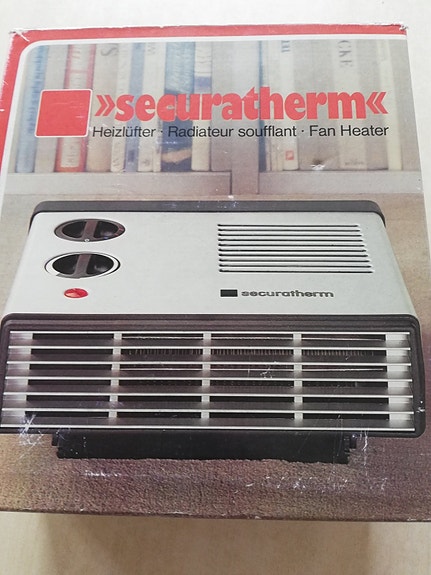 »securatherm«
Heizlüfter · Radiateur soufflant · Fan Heater
securatherm